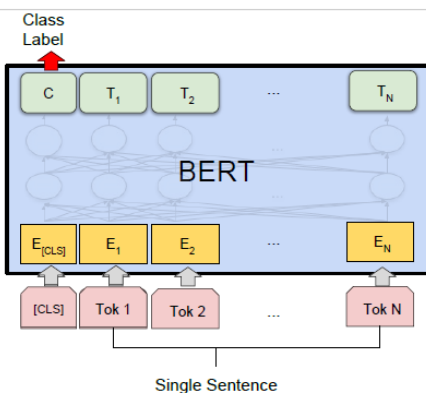 Class
Label
C T1 T2 ... TN
....
BERT
....
E[CLS] E1 E2 ... EN
[CLS] Tok 1 Tok 2 ... Tok N
Single Sentence